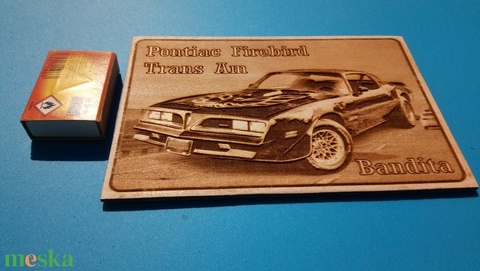 Pontiac Firebird
Trans Am
Bandita
meska